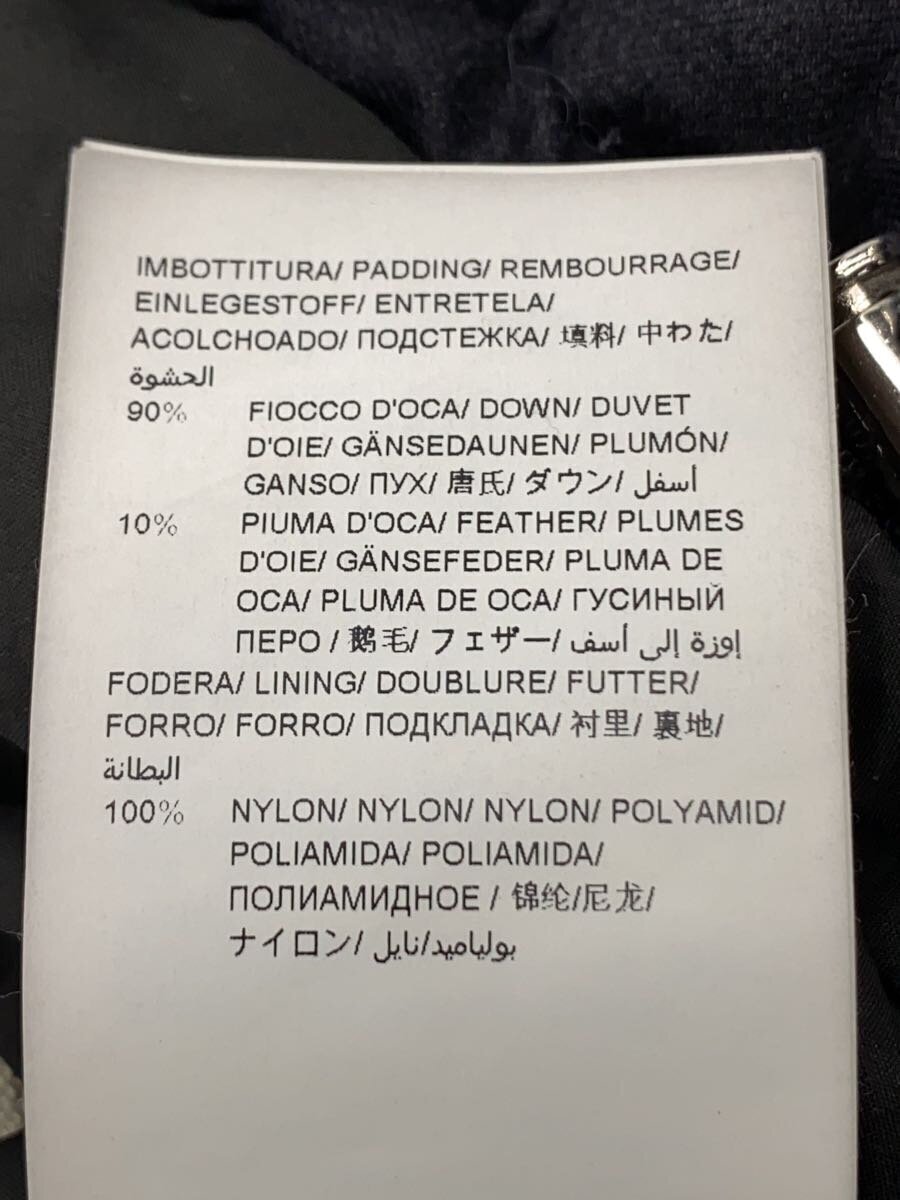 IMBOTTITURA/ PADDING/ REMBOURRAGE/
EINLEGESTOFF/ ENTRETELA/
ACOLCHOADO/ ПОДСТЕЖКА/ 填料/ 中わた/
الحشوة
90% FIOCCO D'OCA/ DOWN/ DUVET
D'OIE/ GÄNSEDAUNEN/ PLUMÓN/
GANSO/ ПУХ/ 唐氏/ ダウン/ أسفل
10% PIUMA D'OCA/ FEATHER/ PLUMES
D'OIE/ GÄNSEFEDER/ PLUMA DE
OCA/ PLUMA DE OCA/ ГУСИНЫЙ
ПЕРО / 鹅毛/ フェザー/ إوزة إلى أسف
FODERA/ LINING/ DOUBLURE/ FUTTER/
FORRO/ FORRO/ ПОДКЛАДКА/ 衬里/ 裏地/
البطانة
100% NYLON/ NYLON/ NYLON/ POLYAMID/
POLIAMIDA/ POLIAMIDA/
ПОЛИАМИДНОЕ / 锦纶/尼龙/
ナイロン/ بولياميد/نايل